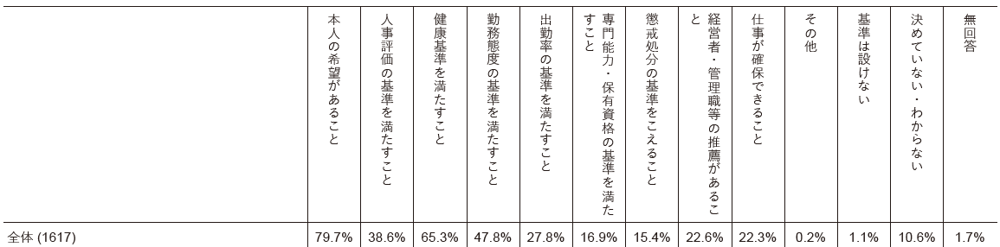 本人の希望があること
人事評価の基準を満たすこと
健康基準を満たすこと
勤務態度の基準を満たすこと
出勤率の基準を満たすこと
専門能力・保有資格の基準を満た
すこと
懲戒処分の基準をこえること
経営者・管理職等の推薦があるこ
と
仕事が確保できること
その他
基準は設けない
決めていない・わからない
無回答
全体 (1617) 79.7% 38.6% 65.3% 47.8% 27.8% 16.9% 15.4% 22.6% 22.3% 0.2% 1.1% 10.6% 1.7%